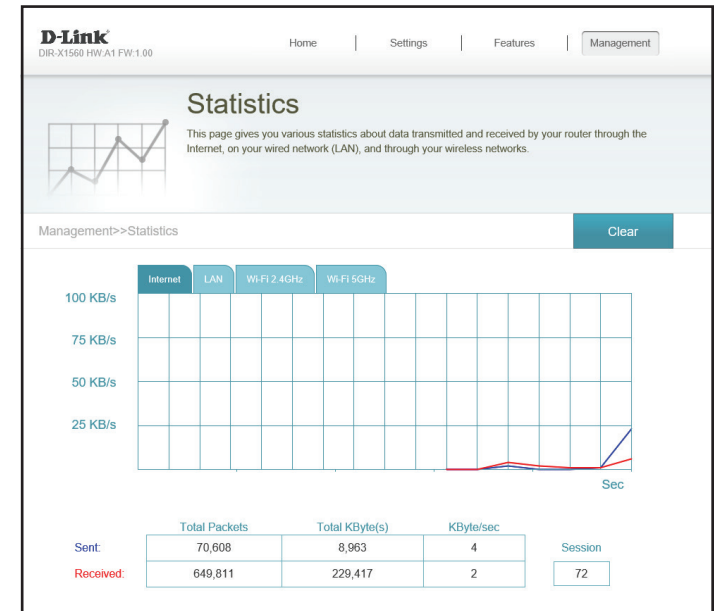 D-Link
DIR-X1560 HW:A1 FW:1.00
Home Settings Features Management
Statistics
This page gives you various statistics about data transmitted and received by your router through the
Internet, on your wired network (LAN), and through your wireless networks.
Management>>Statistics
Clear
Internet LAN Wi-Fi 2.4GHz Wi-Fi 5GHz
100 KB/s
75 KB/s
50 KB/s
25 KB/s
Sec
Total Packets Total KByte(s) KByte/sec
Sent: 70,608 8,963 4 Session
Received: 649,811 229,417 2 72